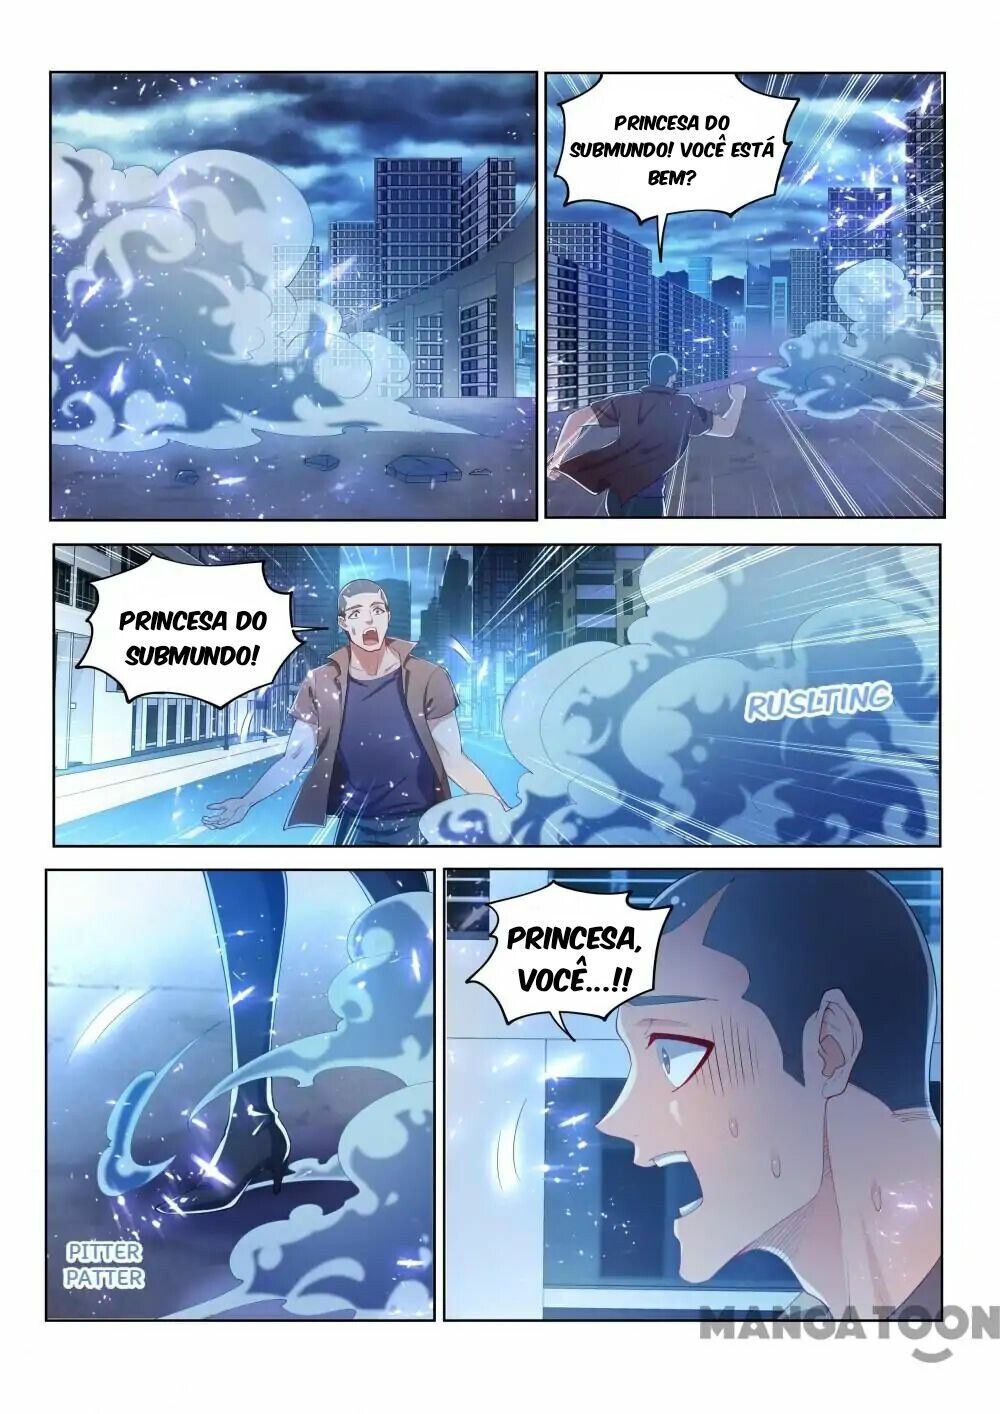 PRINCESA DO
SUBMUNDO! VOCÊ ESTÁ
BEM?
PRINCESA DO
SUBMUNDO!
RUSLTING
PITTER
PATTER
PRINCESA,
VOCÊ...!!
MANGATOON